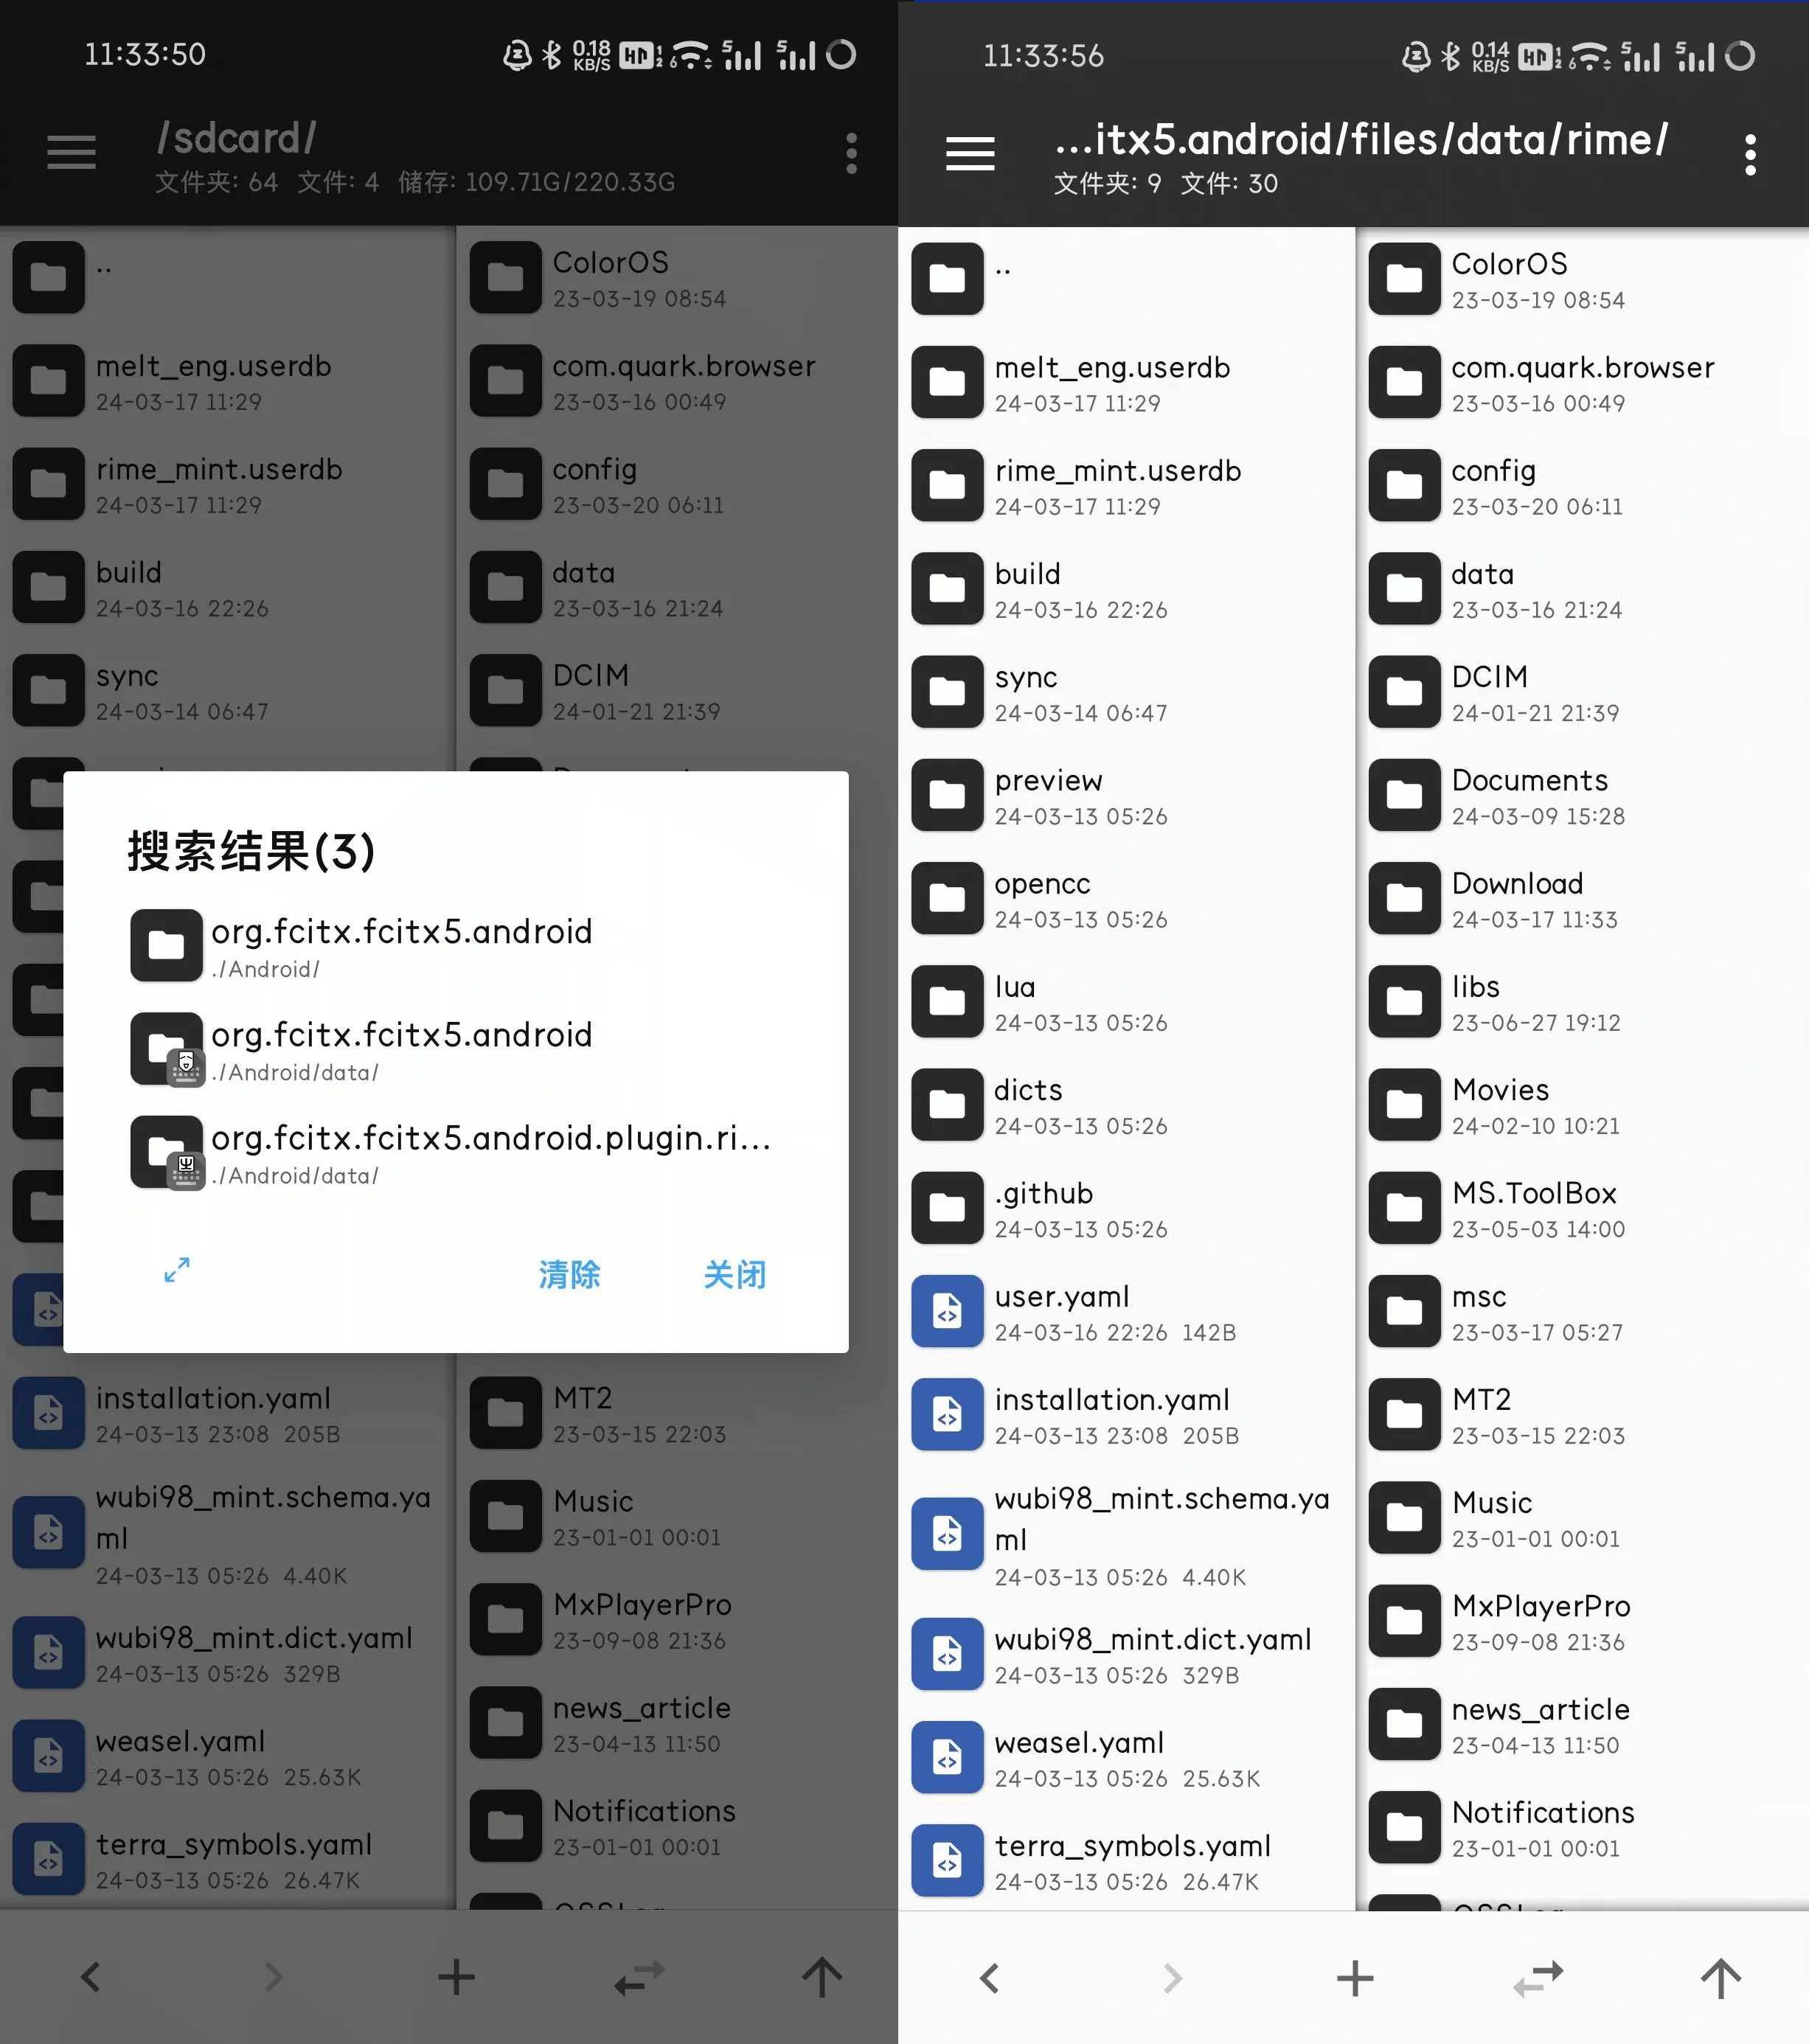 11:33:50
0.18
KB/S
/sdcard/
文件夹: 64 文件: 4 储存: 109.71G/220.33G
..
melt_eng.userdb
24-03-17 11:29
rime_mint.userdb
24-03-17 11:29
build
24-03-16 22:26
sync
24-03-14 06:47
installation.yaml
24-03-13 23:08 205B
wubi98_mint.schema.ya
ml
24-03-13 05:26 4.40K
wubi98_mint.dict.yaml
24-03-13 05:26 329B
weasel.yaml
24-03-13 05:26 25.63K
terra_symbols.yaml
24-03-13 05:26 26.47K
ColorOS
23-03-19 08:54
com.quark.browser
23-03-16 00:49
config
23-03-20 06:11
data
23-03-16 21:24
DCIM
24-01-21 21:39
MT2
23-03-15 22:03
Music
23-01-01 00:01
MxPlayerPro
23-09-08 21:36
news_article
23-04-13 11:50
Notifications
23-01-01 00:01
搜索结果(3)
org.fcitx.fcitx5.android
./Android/
org.fcitx.fcitx5.android
./Android/data/
org.fcitx.fcitx5.android.plugin.ri...
./Android/data/
清除 关闭
11:33:56
0.14
KB/S
...itx5.android/files/data/rime/
文件夹: 9 文件: 30
..
melt_eng.userdb
24-03-17 11:29
rime_mint.userdb
24-03-17 11:29
build
24-03-16 22:26
sync
24-03-14 06:47
preview
24-03-13 05:26
opencc
24-03-13 05:26
lua
24-03-13 05:26
dicts
24-03-13 05:26
.github
24-03-13 05:26
user.yaml
24-03-16 22:26 142B
installation.yaml
24-03-13 23:08 205B
wubi98_mint.schema.ya
ml
24-03-13 05:26 4.40K
wubi98_mint.dict.yaml
24-03-13 05:26 329B
weasel.yaml
24-03-13 05:26 25.63K
terra_symbols.yaml
24-03-13 05:26 26.47K
ColorOS
23-03-19 08:54
com.quark.browser
23-03-16 00:49
config
23-03-20 06:11
data
23-03-16 21:24
DCIM
24-01-21 21:39
Documents
24-03-09 15:28
Download
24-03-17 11:33
libs
23-06-27 19:12
Movies
24-02-10 10:21
MS.ToolBox
23-05-03 14:00
msc
23-03-17 05:27
MT2
23-03-15 22:03
Music
23-01-01 00:01
MxPlayerPro
23-09-08 21:36
news_article
23-04-13 11:50
Notifications
23-01-01 00:01